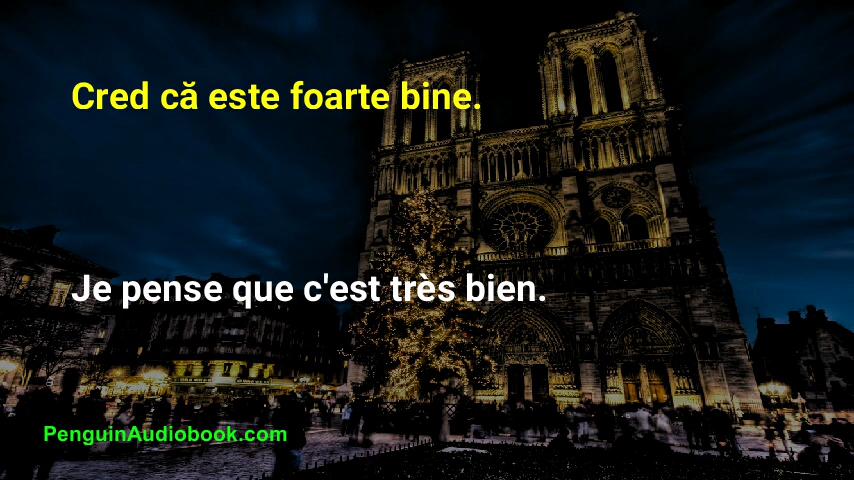 Cred că este foarte bine.
Je pense que c'est très bien.
PenguinAudiobook.com